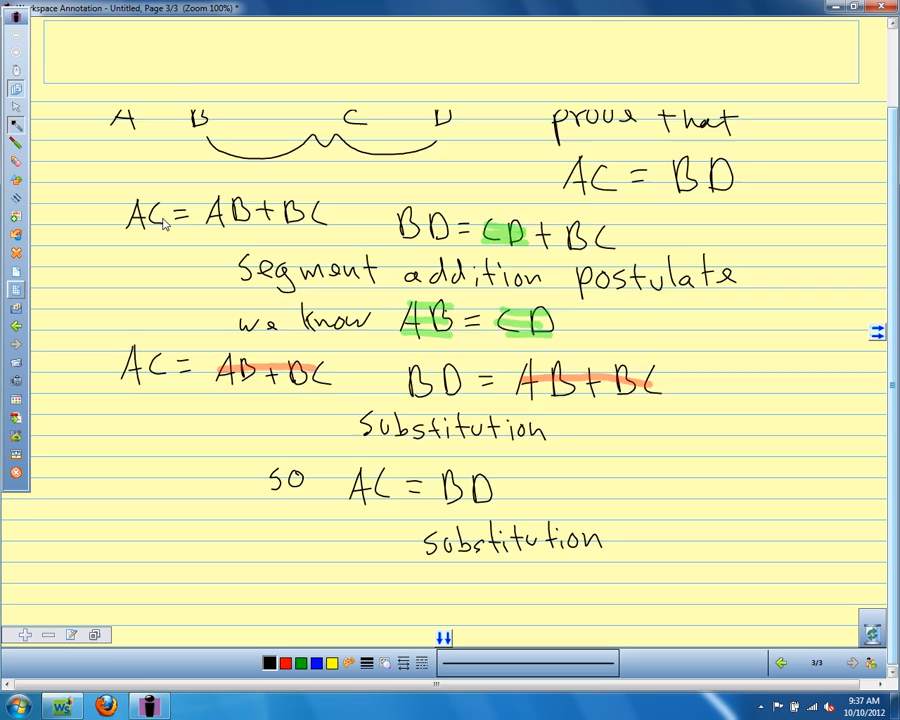 Workspace Annotation - Untitled, Page 3/3 (Zoom 100%) *
A B C D
prove that
AC = BD
AC = AB + BC
BD = CD + BC
segment addition postulate
we know AB = CD
AC = AB + BC
BD = AB + BC
substitution
so AC = BD
substitution
3/3
9:37 AM
10/10/2012